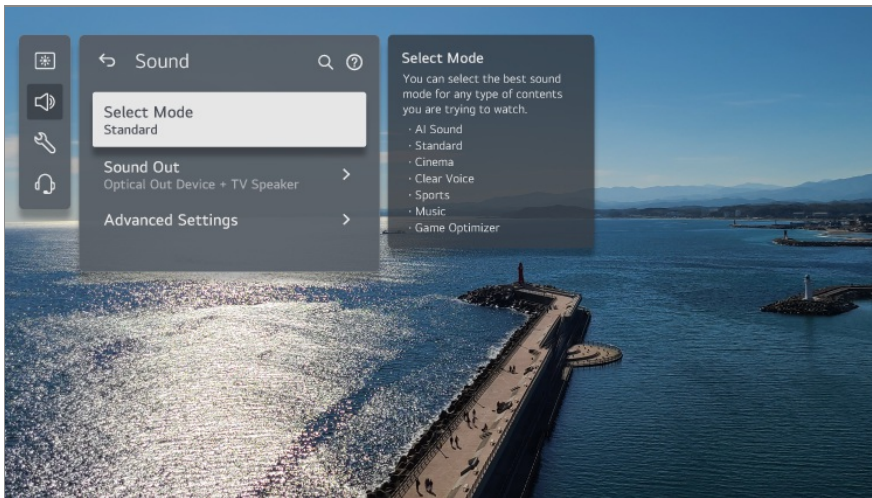 Sound
Select Mode
Standard
Sound Out
Optical Out Device + TV Speaker
Advanced Settings
Select Mode
You can select the best sound
mode for any type of contents
you are trying to watch.
· AI Sound
· Standard
· Cinema
· Clear Voice
· Sports
· Music
· Game Optimizer